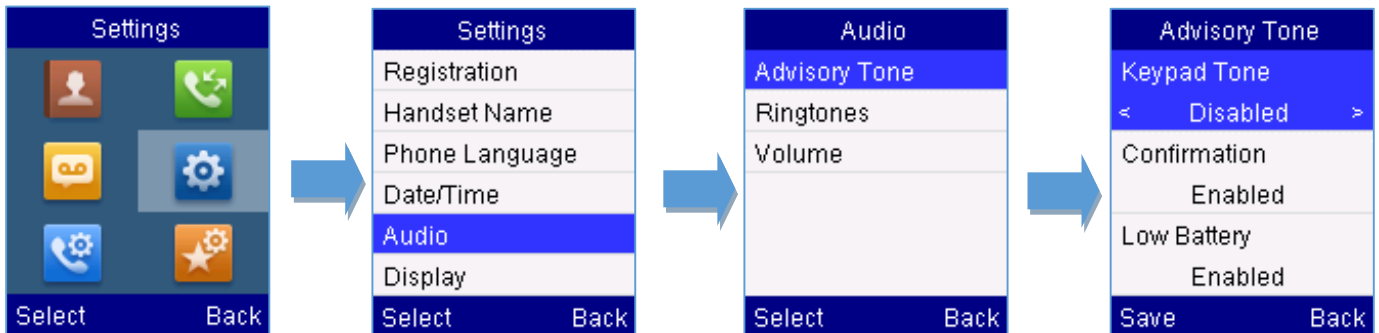 Settings
Select Back
Settings
Registration
Handset Name
Phone Language
Date/Time
Audio
Display
Select Back
Audio
Advisory Tone
Ringtones
Volume
Select Back
Advisory Tone
Keypad Tone
< Disabled >
Confirmation
Enabled
Low Battery
Enabled
Save Back